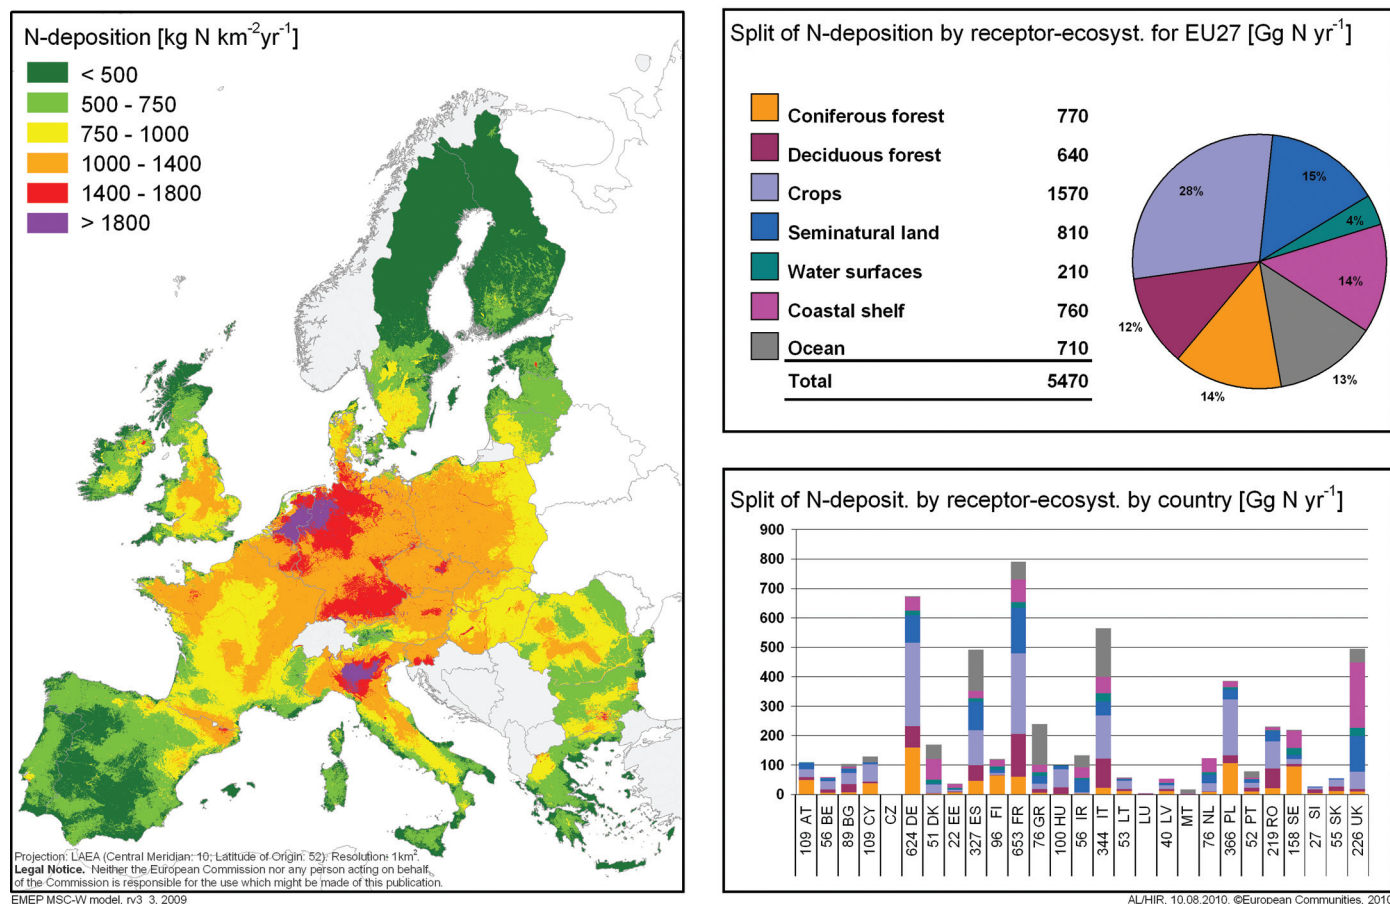 N-deposition [kg N km-2yr-1]
< 500
500 - 750
750 - 1000
1000 - 1400
1400 - 1800
> 1800
Projection: LAEA (Central Meridian: 10; Latitude of Origin: 52). Resolution: 1km2.
Legal Notice. Neither the European Commission nor any person acting on behalf
of the Commission is responsible for the use which might be made of this publication.
EMEP MSC-W model, rv3_3, 2009
Split of N-deposition by receptor-ecosyst. for EU27 [Gg N yr-1]
Coniferous forest 770
Deciduous forest 640
Crops 1570
Seminatural land 810
Water surfaces 210
Coastal shelf 760
Ocean 710
Total 5470
28%
15%
4%
14%
13%
14%
12%
Split of N-deposit. by receptor-ecosyst. by country [Gg N yr-1]
900
800
700
600
500
400
300
200
100
0
109 AT
56 BE
89 BG
109 CY
CZ
624 DE
51 DK
22 EE
327 ES
96 FI
653 FR
76 GR
100 HU
56 IR
344 IT
53 LT
LU
40 LV
MT
76 NL
366 PL
52 PT
219 RO
158 SE
27 SI
55 SK
226 UK
AL/HIR, 10.08.2010, ©European Communities, 2010